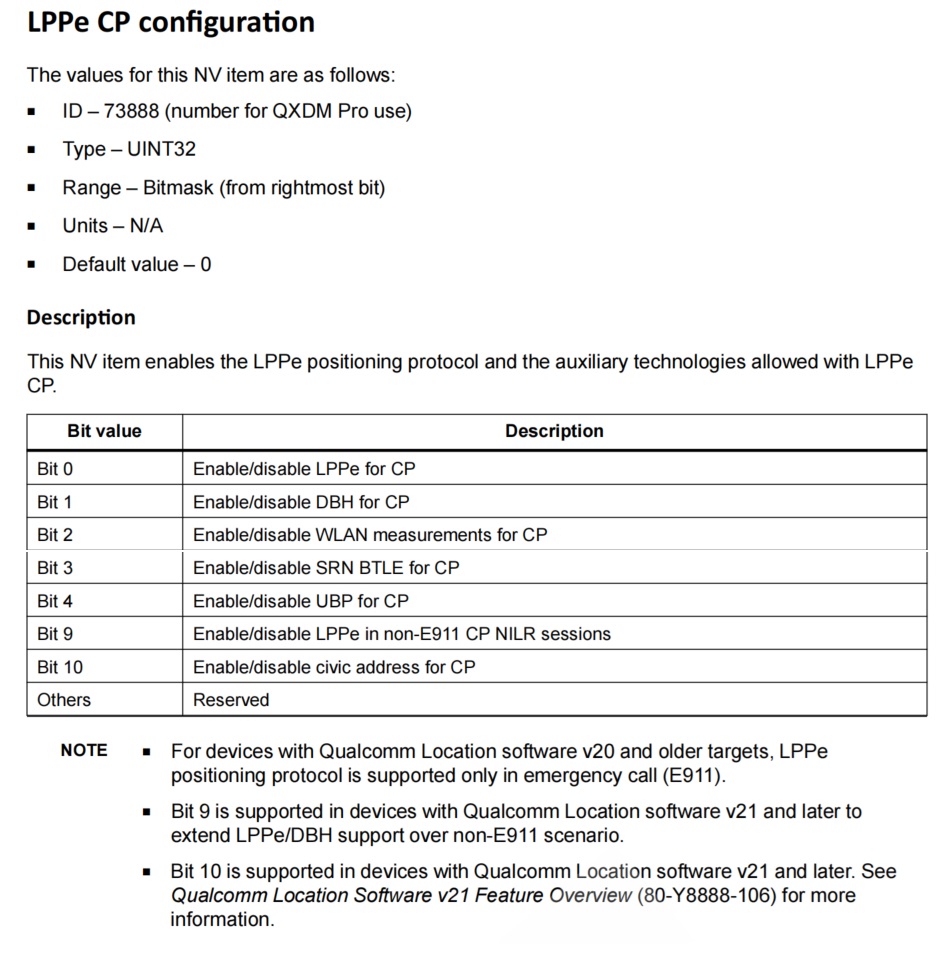 LPPe CP configuration
The values for this NV item are as follows:
▪ ID – 73888 (number for QXDM Pro use)
▪ Type – UINT32
▪ Range – Bitmask (from rightmost bit)
▪ Units – N/A
▪ Default value – 0
Description
This NV item enables the LPPe positioning protocol and the auxiliary technologies allowed with LPPe
CP.
Bit value Description
Bit 0 Enable/disable LPPe for CP
Bit 1 Enable/disable DBH for CP
Bit 2 Enable/disable WLAN measurements for CP
Bit 3 Enable/disable SRN BTLE for CP
Bit 4 Enable/disable UBP for CP
Bit 9 Enable/disable LPPe in non-E911 CP NILR sessions
Bit 10 Enable/disable civic address for CP
Others Reserved
NOTE ▪ For devices with Qualcomm Location software v20 and older targets, LPPe
positioning protocol is supported only in emergency call (E911).
▪ Bit 9 is supported in devices with Qualcomm Location software v21 and later to
extend LPPe/DBH support over non-E911 scenario.
▪ Bit 10 is supported in devices with Qualcomm Location software v21 and later. See
Qualcomm Location Software v21 Feature Overview (80-Y8888-106) for more
information.